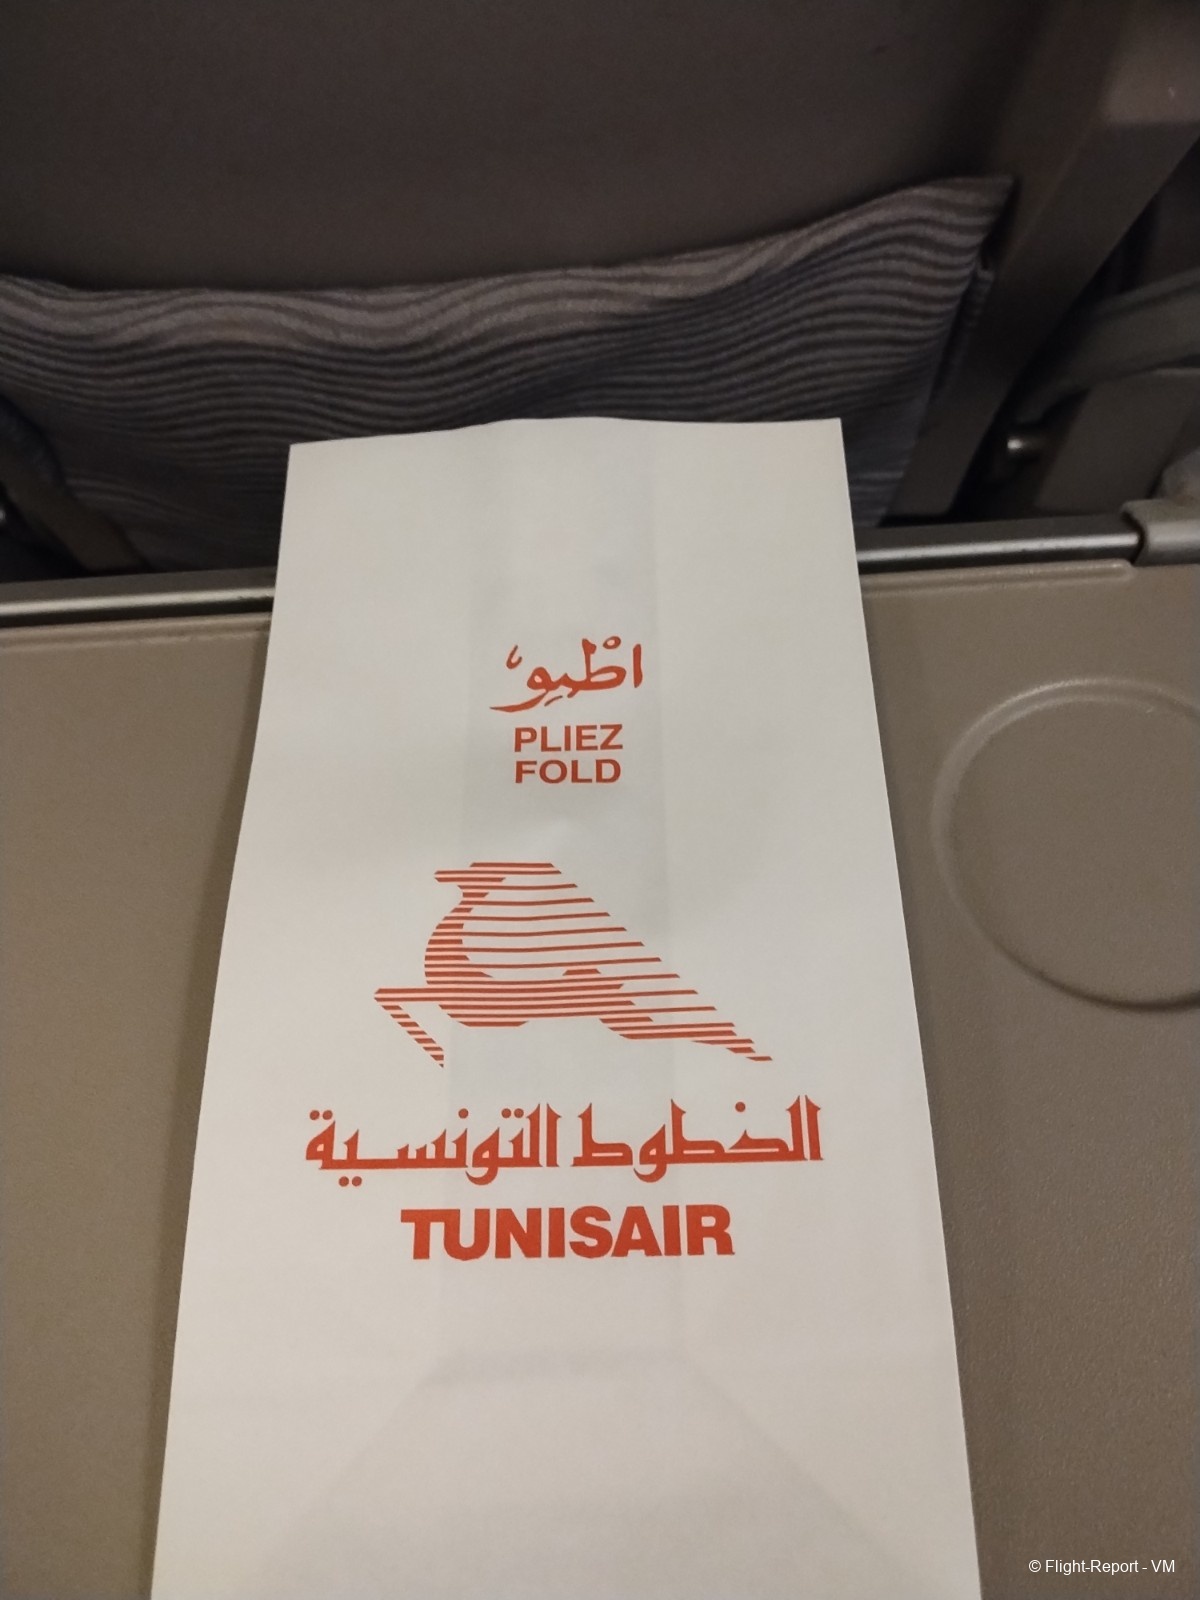 اطْوِ
PLIEZ
FOLD
الخطوط التونسية
TUNISAIR
© Flight-Report - VM